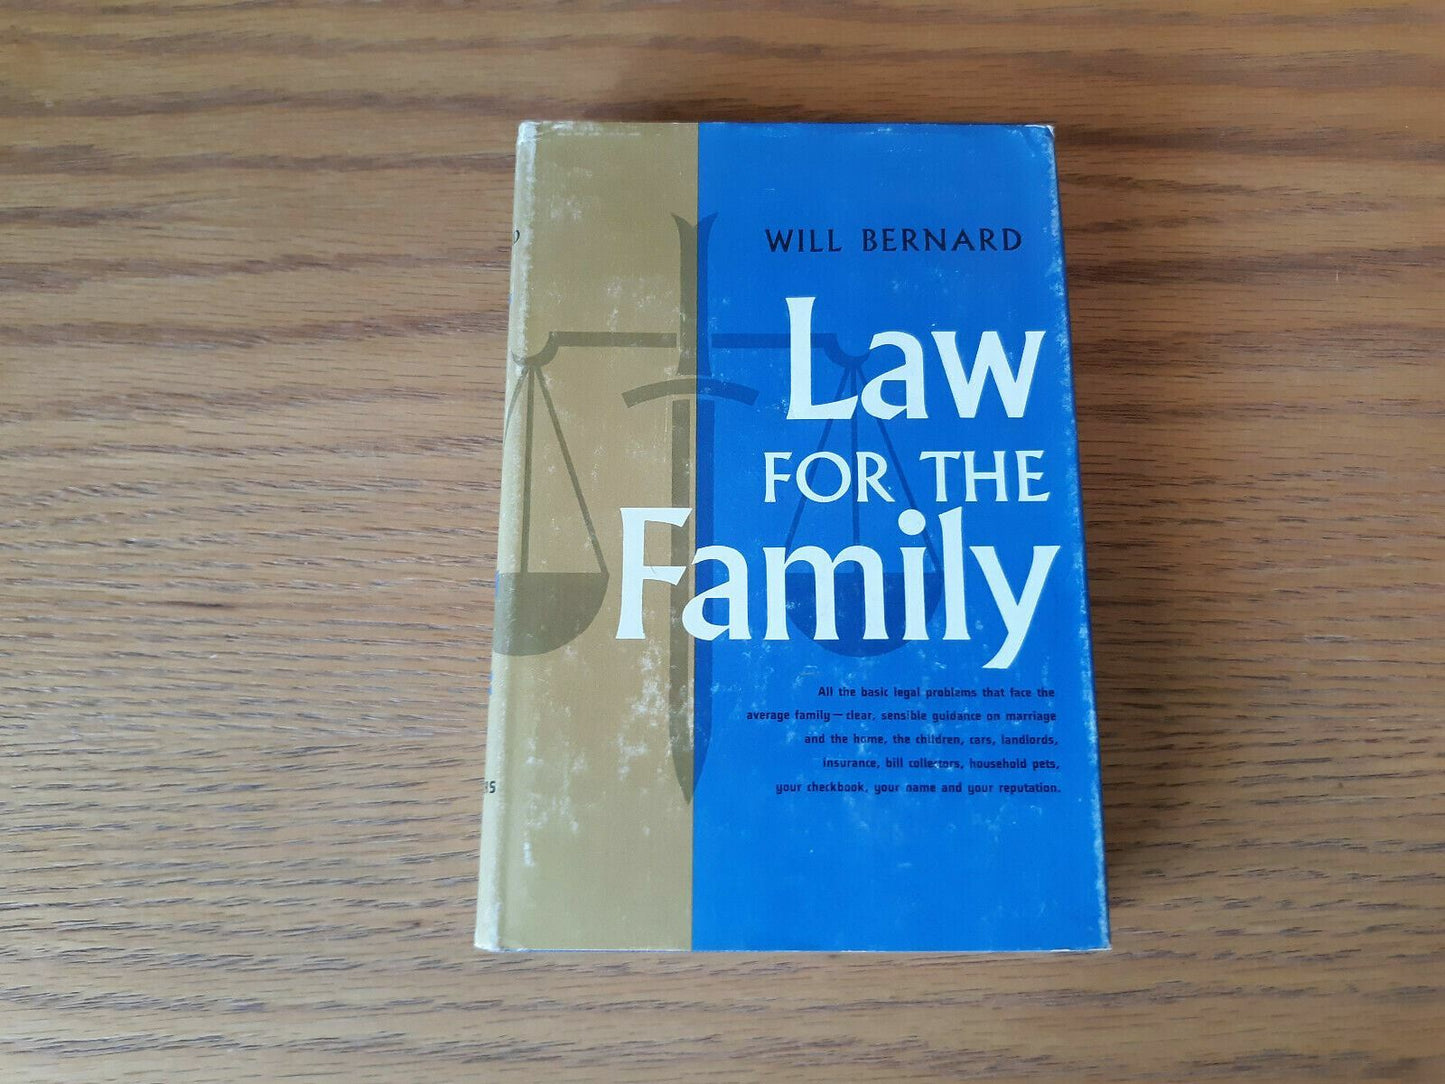 WILL BERNARD
Law
FOR THE
Family
All the basic legal problems that face the
average family—clear, sensible guidance on marriage
and the home, the children, cars, landlords,
insurance, bill collectors, household pets,
your checkbook, your name and your reputation.